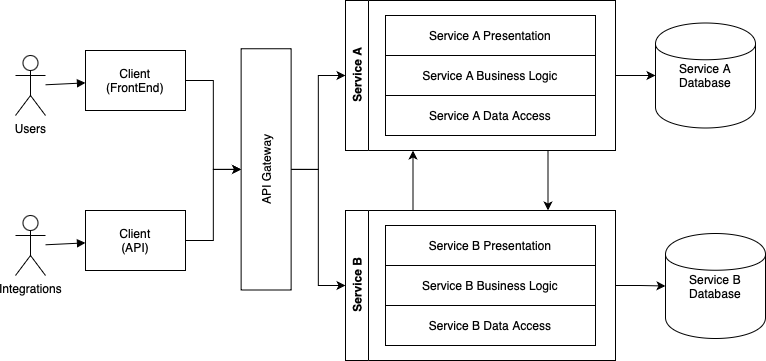 Users
Client
(FrontEnd)
Integrations
Client
(API)
API Gateway
Service A
Service A Presentation
Service A Business Logic
Service A Data Access
Service A
Database
Service B
Service B Presentation
Service B Business Logic
Service B Data Access
Service B
Database